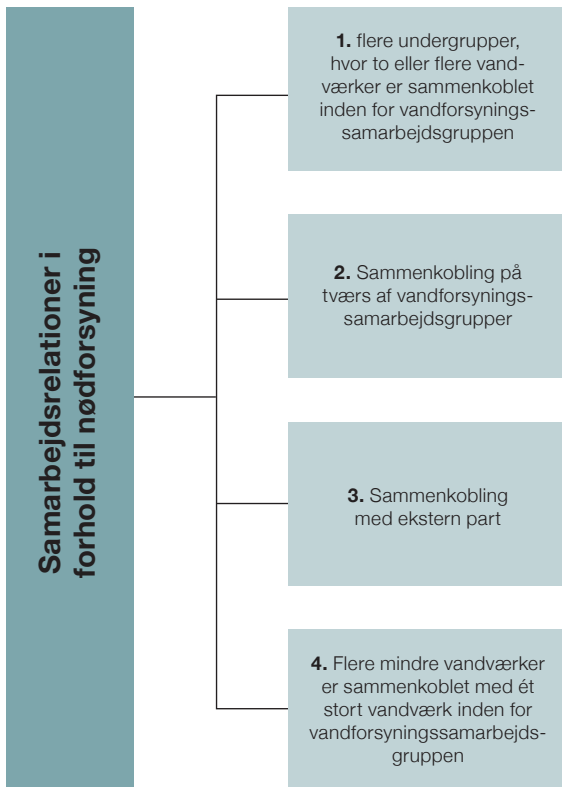 Samarbejdsrelationer i
forhold til nødforsyning
1. flere undergrupper,
hvor to eller flere vand-
værker er sammenkoblet
inden for vandforsynings-
samarbejdsgruppen
2. Sammenkobling på
tværs af vandforsynings-
samarbejdsgrupper
3. Sammenkobling
med ekstern part
4. Flere mindre vandværker
er sammenkoblet med ét
stort vandværk inden for
vandforsyningssamarbejds-
gruppen